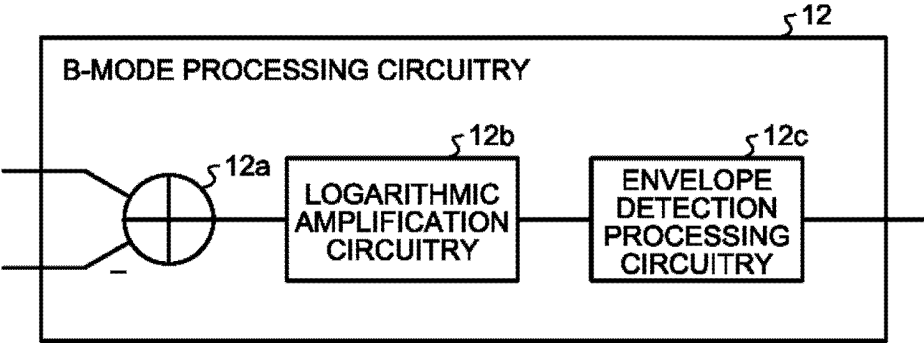 12
B-MODE PROCESSING CIRCUITRY
12a
12b
12c
LOGARITHMIC
AMPLIFICATION
CIRCUITRY
ENVELOPE
DETECTION
PROCESSING
CIRCUITRY
−